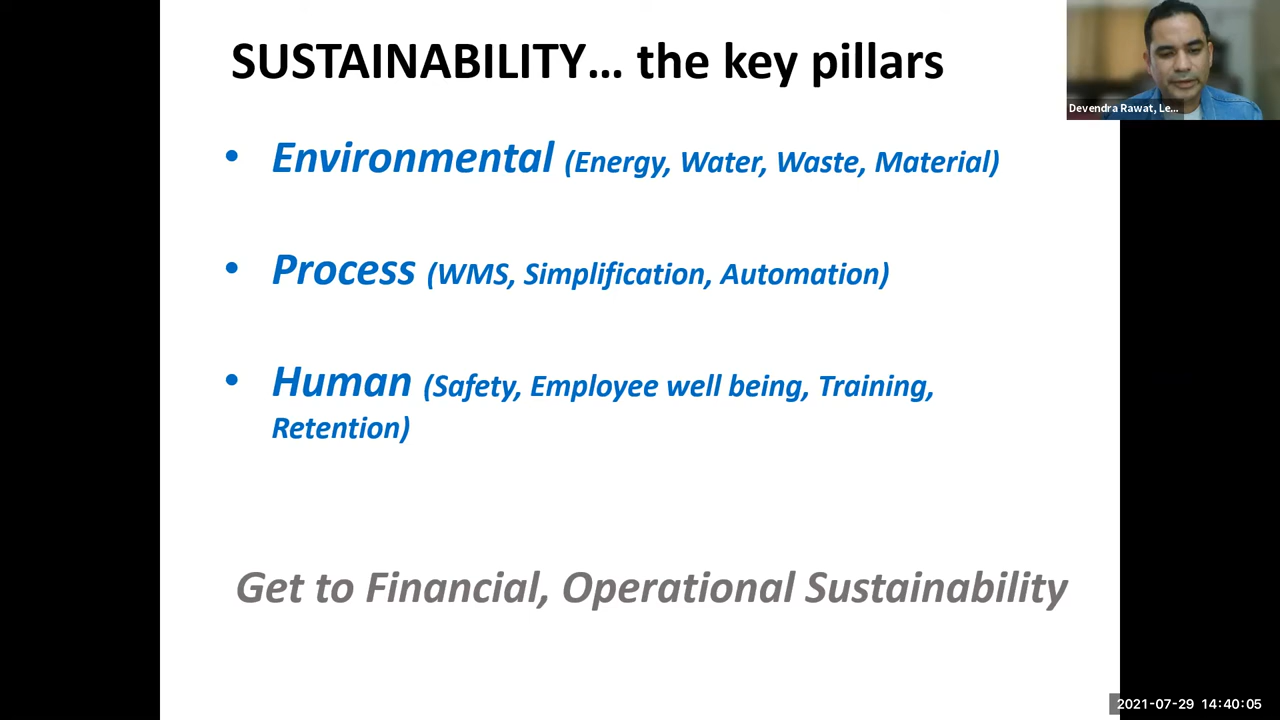 SUSTAINABILITY… the key pillars
Devendra Rawat, Le...
• Environmental (Energy, Water, Waste, Material)
• Process (WMS, Simplification, Automation)
• Human (Safety, Employee well being, Training,
Retention)
Get to Financial, Operational Sustainability
2021-07-29 14:40:05